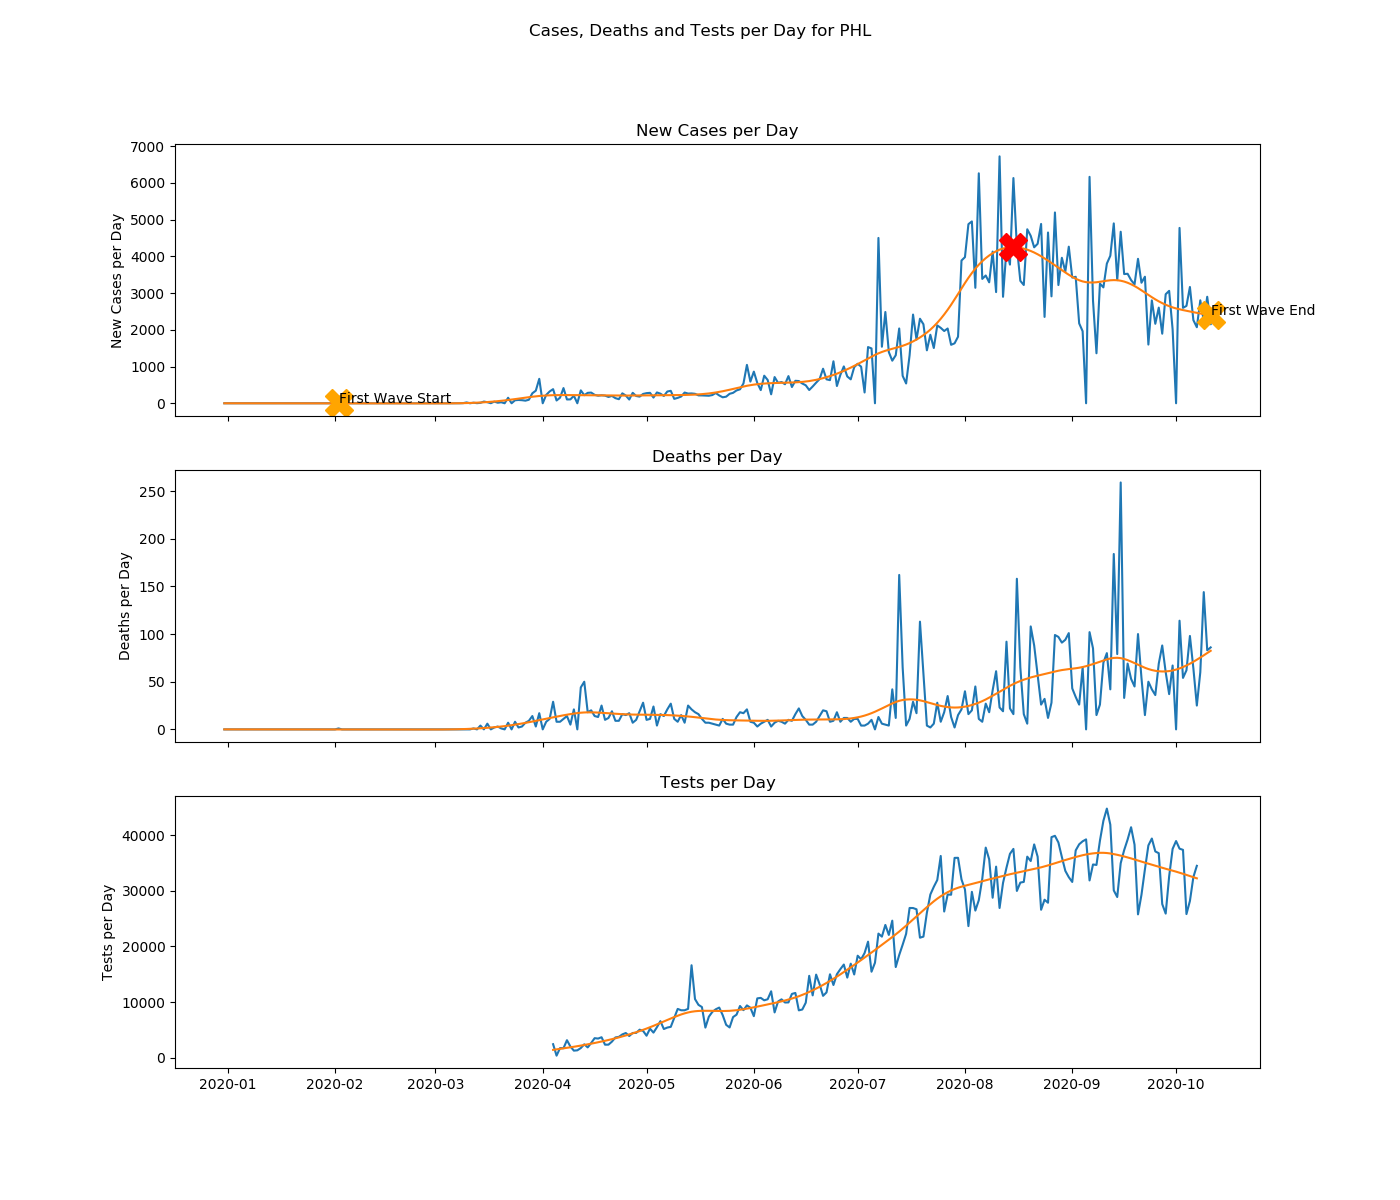 Cases, Deaths and Tests per Day for PHL
New Cases per Day
New Cases per Day
7000
6000
5000
4000
3000
2000
1000
0
First Wave Start
First Wave End
Deaths per Day
Deaths per Day
250
200
150
100
50
0
Tests per Day
Tests per Day
40000
30000
20000
10000
0
2020-01 2020-02 2020-03 2020-04 2020-05 2020-06 2020-07 2020-08 2020-09 2020-10